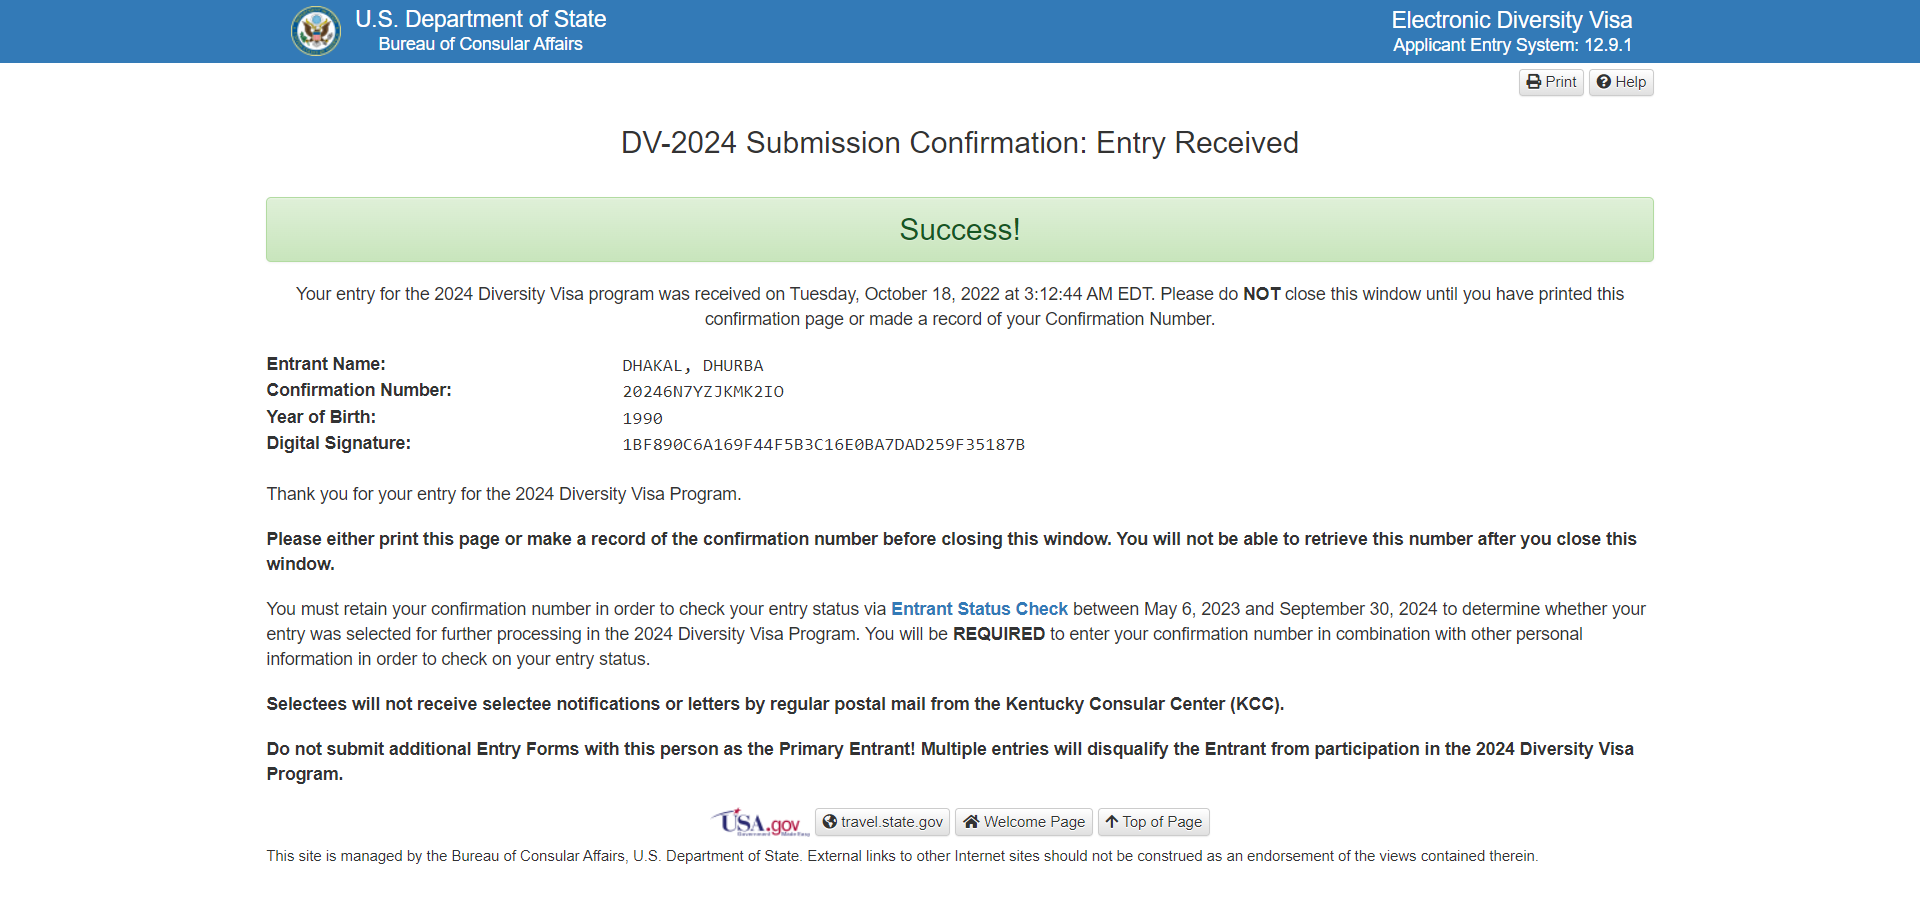 U.S. Department of State
Bureau of Consular Affairs
Electronic Diversity Visa
Applicant Entry System: 12.9.1
Print
Help
DV-2024 Submission Confirmation: Entry Received
Success!
Your entry for the 2024 Diversity Visa program was received on Tuesday, October 18, 2022 at 3:12:44 AM EDT. Please do NOT close this window until you have printed this
confirmation page or made a record of your Confirmation Number.
Entrant Name: DHAKAL, DHURBA
Confirmation Number: 20246N7YZJKMK2IO
Year of Birth: 1990
Digital Signature: 1BF890C6A169F44F5B3C16E0BA7DAD259F35187B
Thank you for your entry for the 2024 Diversity Visa Program.
Please either print this page or make a record of the confirmation number before closing this window. You will not be able to retrieve this number after you close this
window.
You must retain your confirmation number in order to check your entry status via Entrant Status Check between May 6, 2023 and September 30, 2024 to determine whether your
entry was selected for further processing in the 2024 Diversity Visa Program. You will be REQUIRED to enter your confirmation number in combination with other personal
information in order to check on your entry status.
Selectees will not receive selectee notifications or letters by regular postal mail from the Kentucky Consular Center (KCC).
Do not submit additional Entry Forms with this person as the Primary Entrant! Multiple entries will disqualify the Entrant from participation in the 2024 Diversity Visa
Program.
USA.gov
travel.state.gov
Welcome Page
Top of Page
This site is managed by the Bureau of Consular Affairs, U.S. Department of State. External links to other Internet sites should not be construed as an endorsement of the views contained therein.